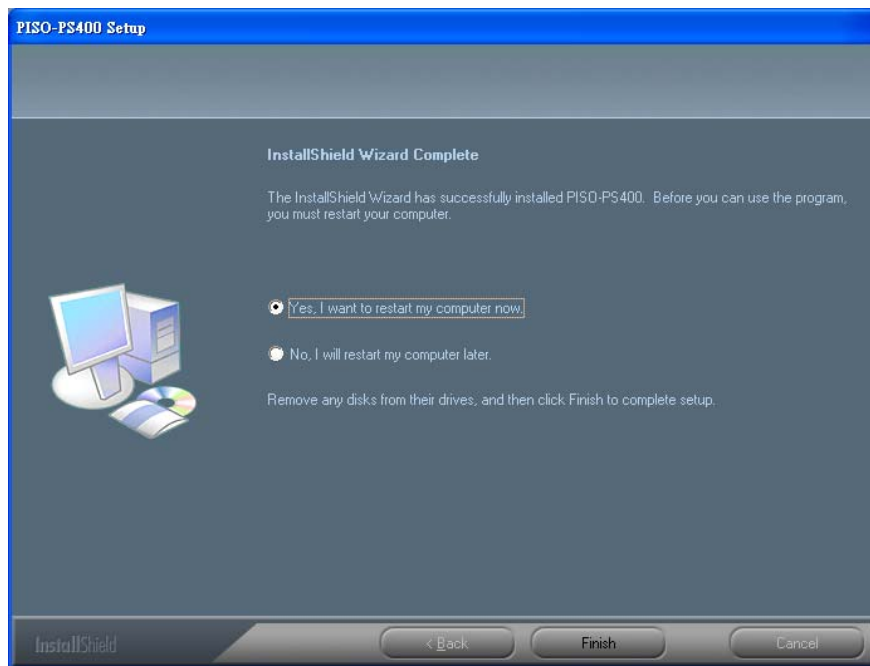 PISO-PS400 Setup
InstallShield Wizard Complete
The InstallShield Wizard has successfully installed PISO-PS400. Before you can use the program,
you must restart your computer.
Yes, I want to restart my computer now.
No, I will restart my computer later.
Remove any disks from their drives, and then click Finish to complete setup.
InstallShield
< Back
Finish
Cancel